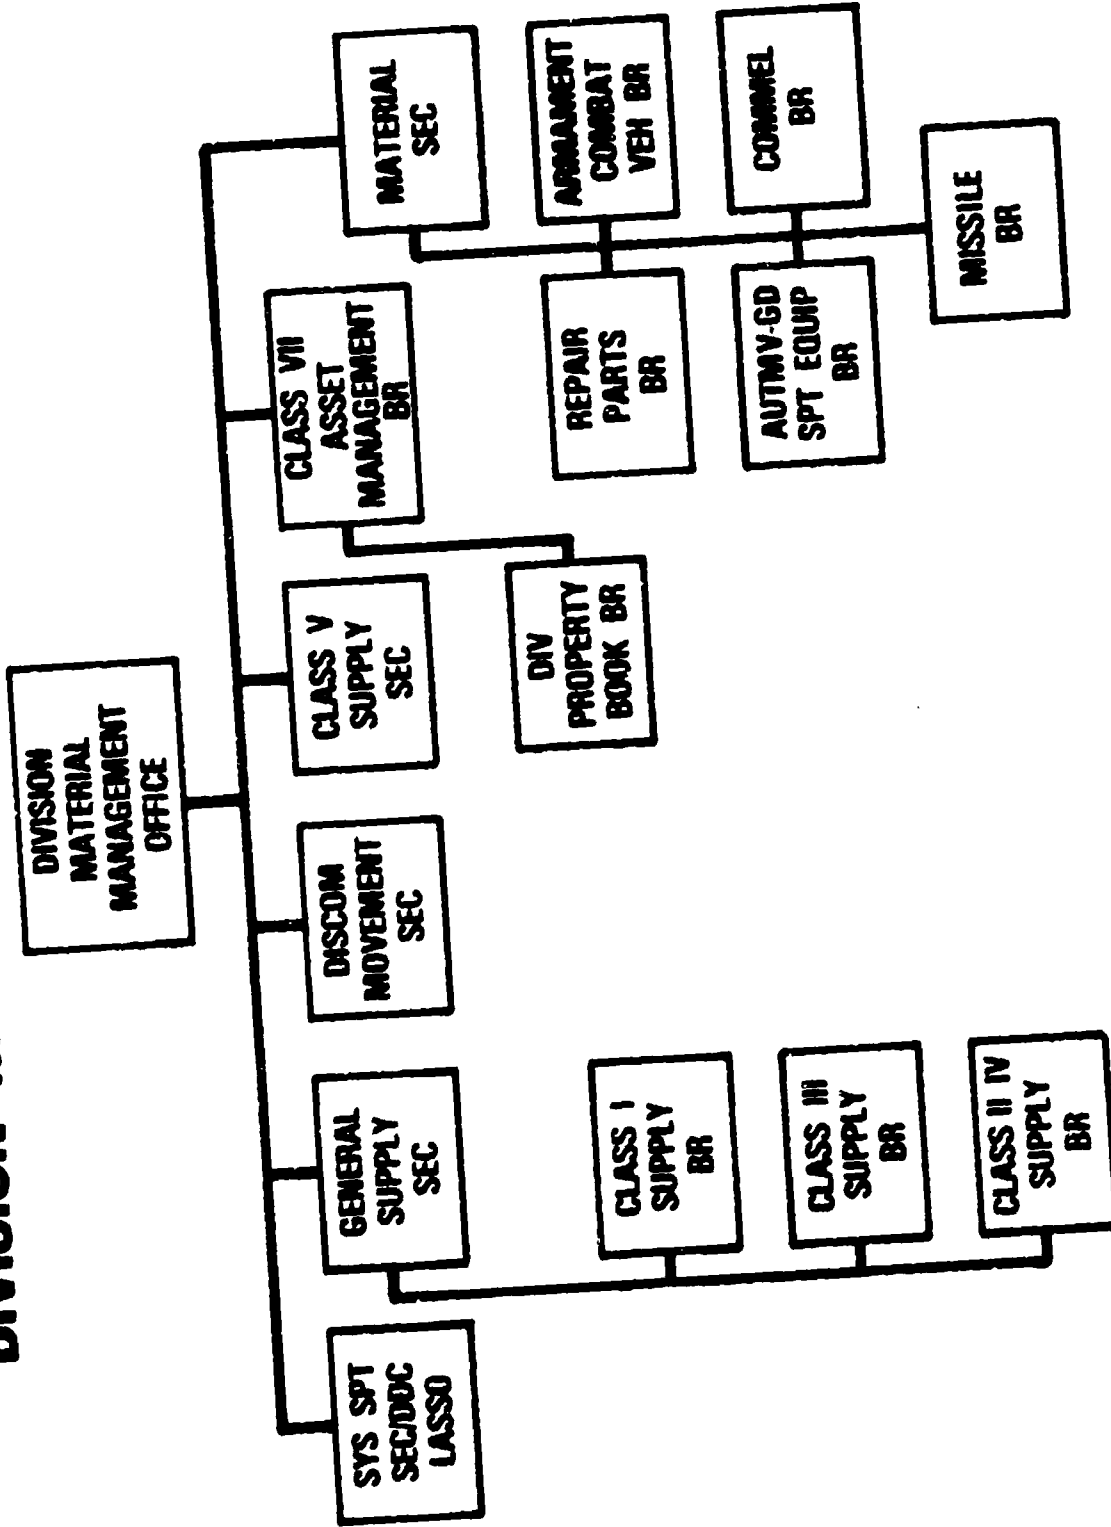 DIVISION
DIVISION
MATERIAL
MANAGEMENT
OFFICE
SYS SPT
SEC/DDC
LASSO
GENERAL
SUPPLY
SEC
DISCOM
MOVEMENT
SEC
CLASS V
SUPPLY
SEC
CLASS VII
ASSET
MANAGEMENT
BR
MATERIAL
SEC
CLASS I
SUPPLY
BR
CLASS III
SUPPLY
BR
CLASS II IV
SUPPPLY
BR
DIV
PROPERTY
BOOK BR
REPAIR
PARTS
BR
ARMAMENT
COMBAT
VEH BR
AUTMV-GD
SPT EQUIP
BR
COMMEL
BR
MISSILE
BR